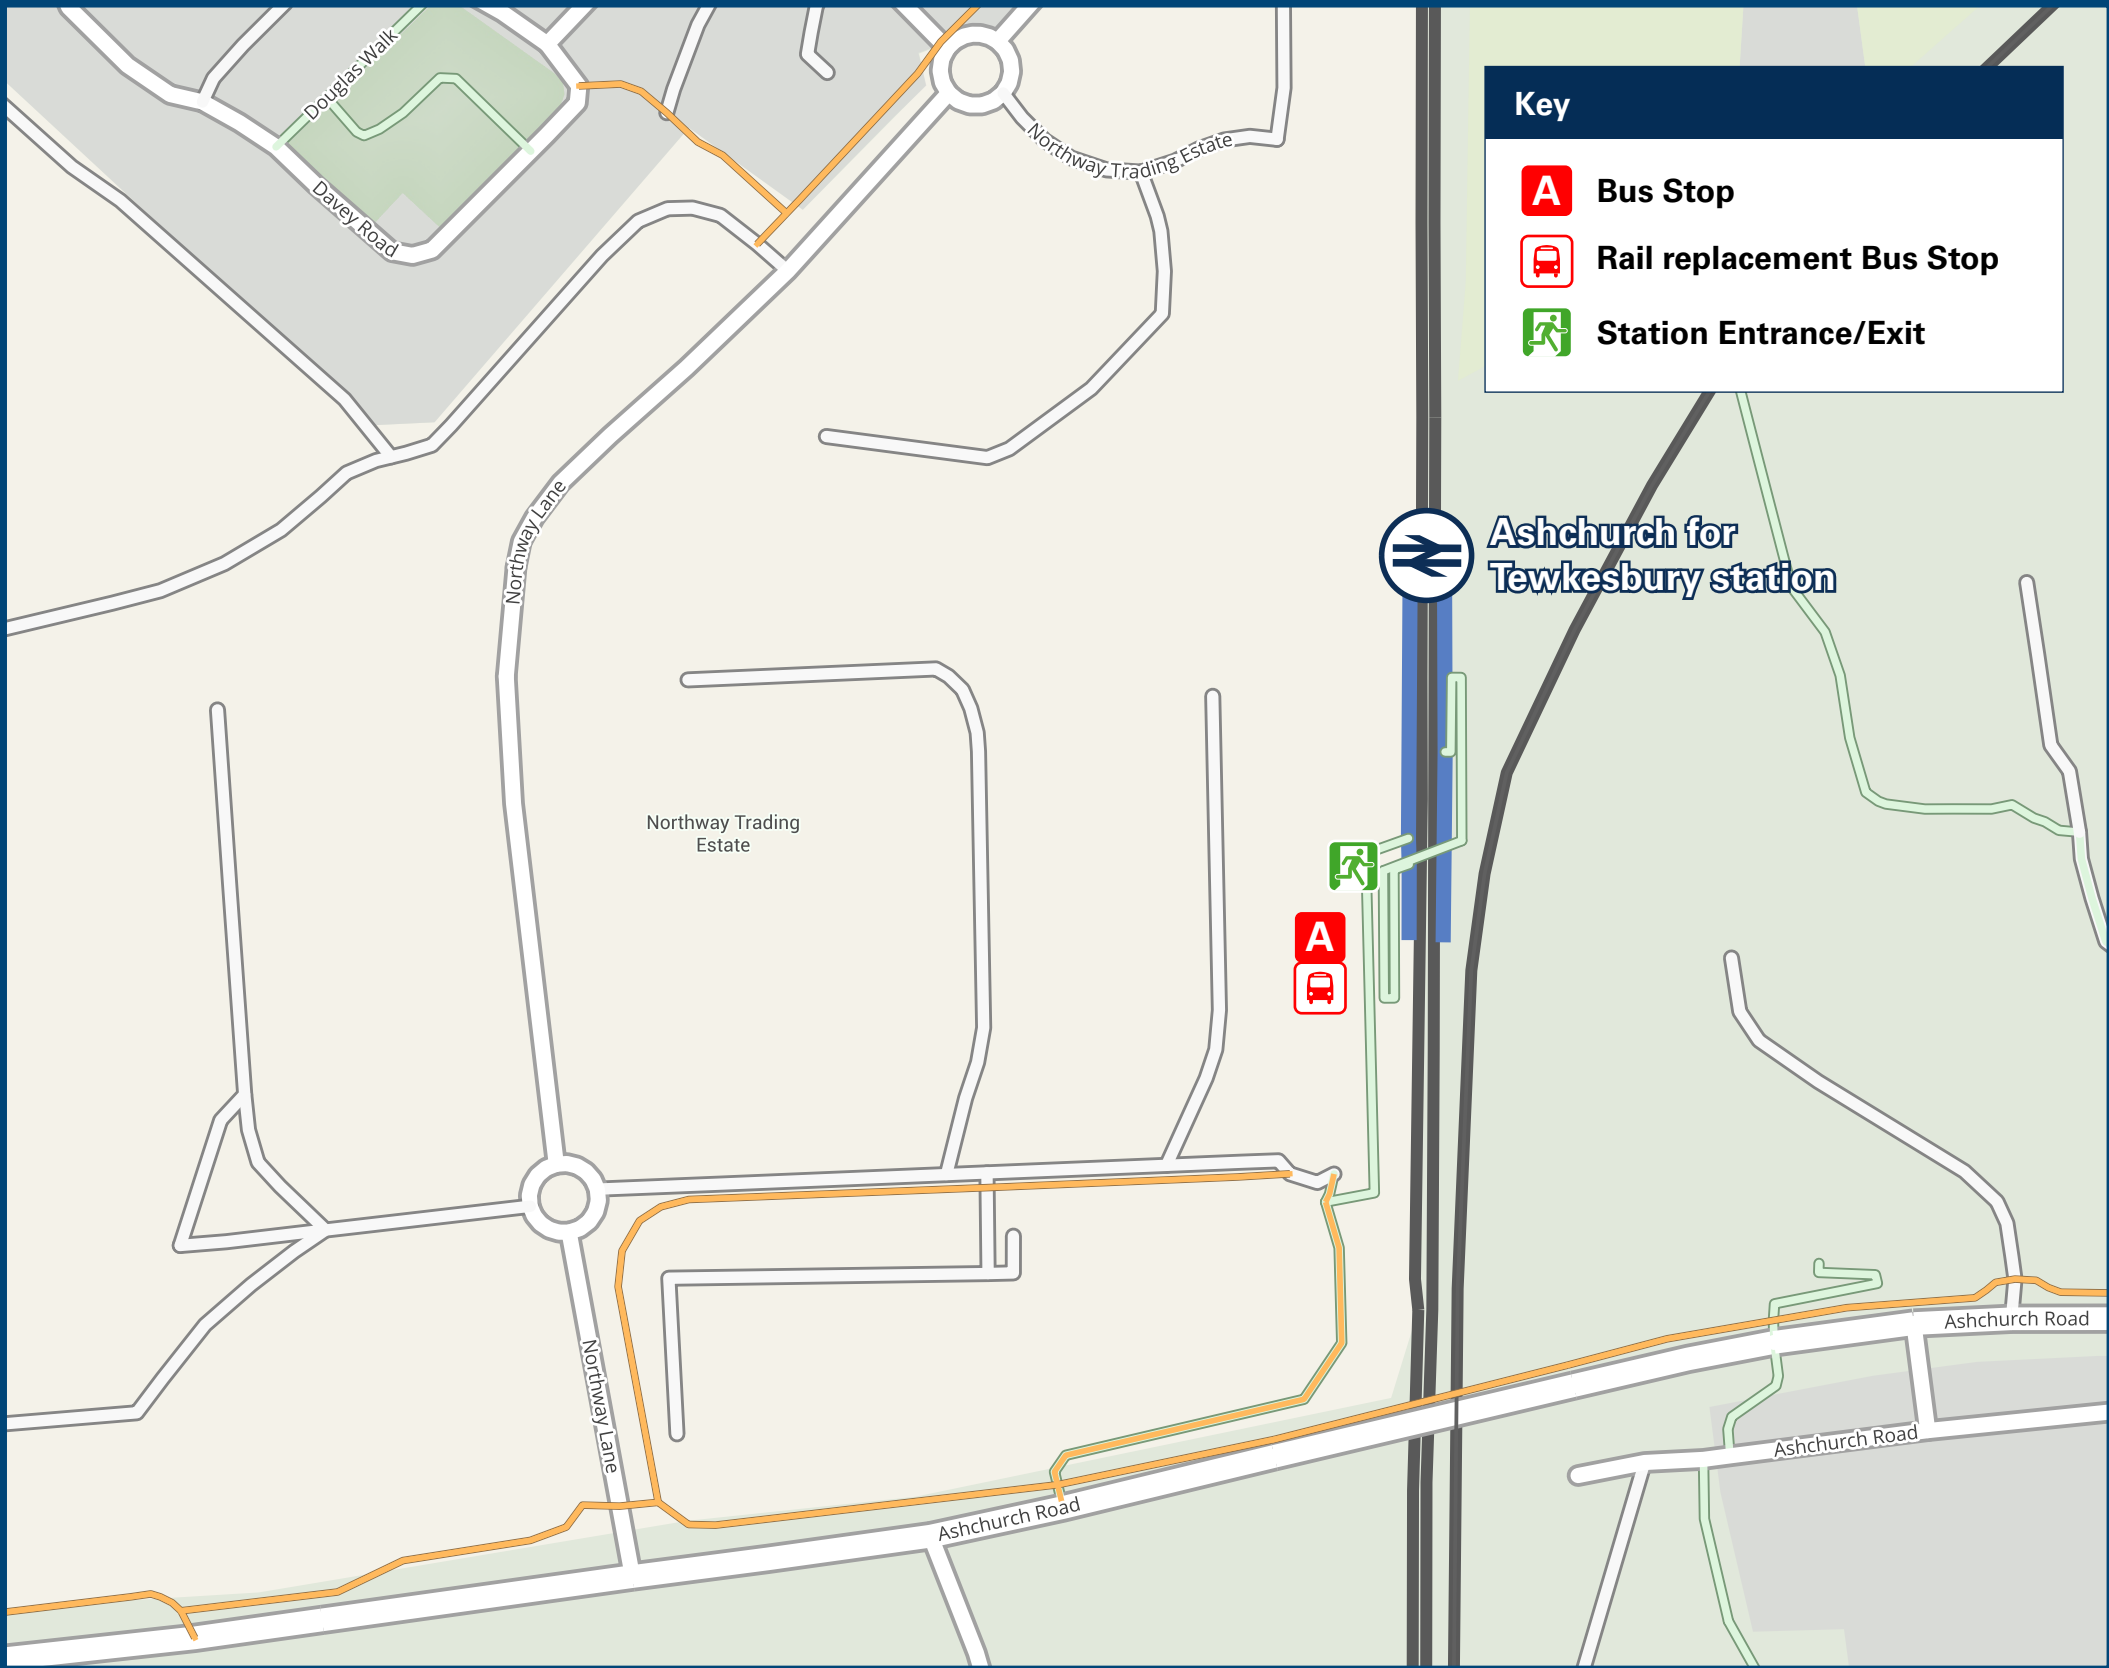 Douglas Walk
Davey Road
Northway Trading Estate
Key
A
Bus Stop
Rail replacement Bus Stop
Station Entrance/Exit
Northway Lane
Ashchurch for
Tewkesbury station
Northway Trading
Estate
A
Northway Lane
Ashchurch Road
Ashchurch Road
Ashchurch Road